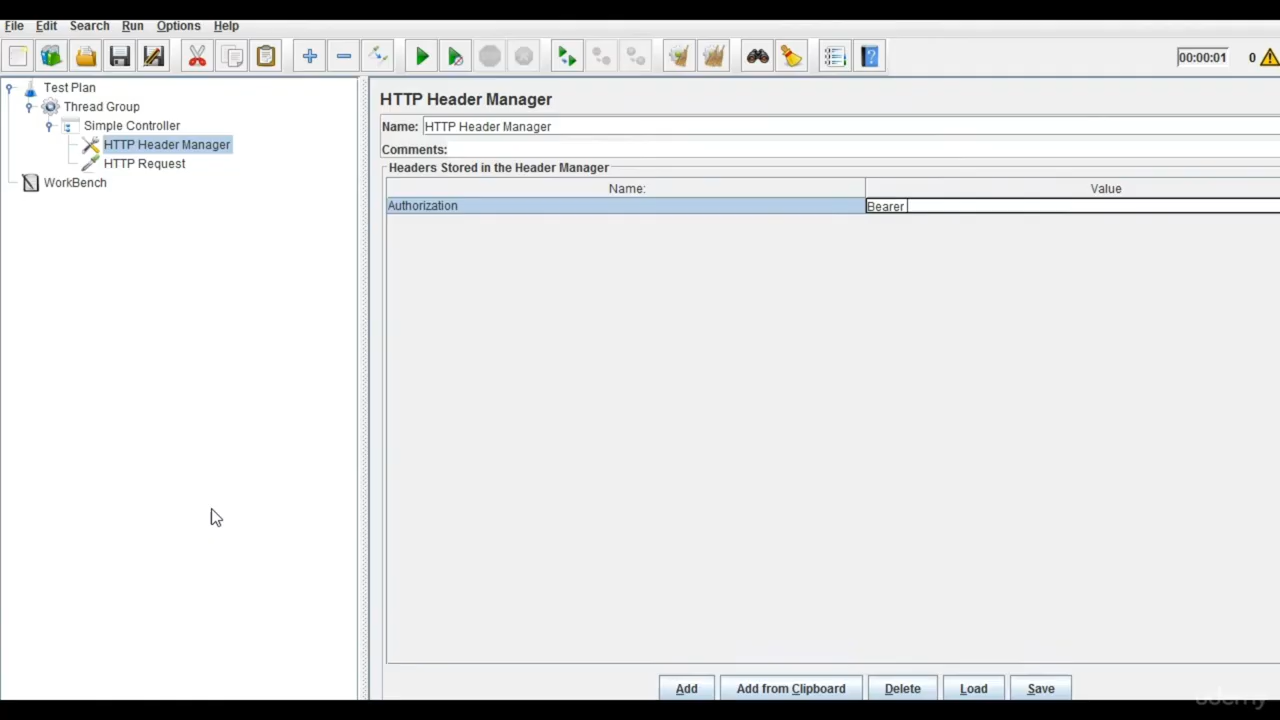 File Edit Search Run Options Help
00:00:01 0
Test Plan
Thread Group
Simple Controller
HTTP Header Manager
HTTP Request
WorkBench
HTTP Header Manager
Name: HTTP Header Manager
Comments:
Headers Stored in the Header Manager
Name: Value
Authorization Bearer
Add Add from Clipboard Delete Load Save
udemy